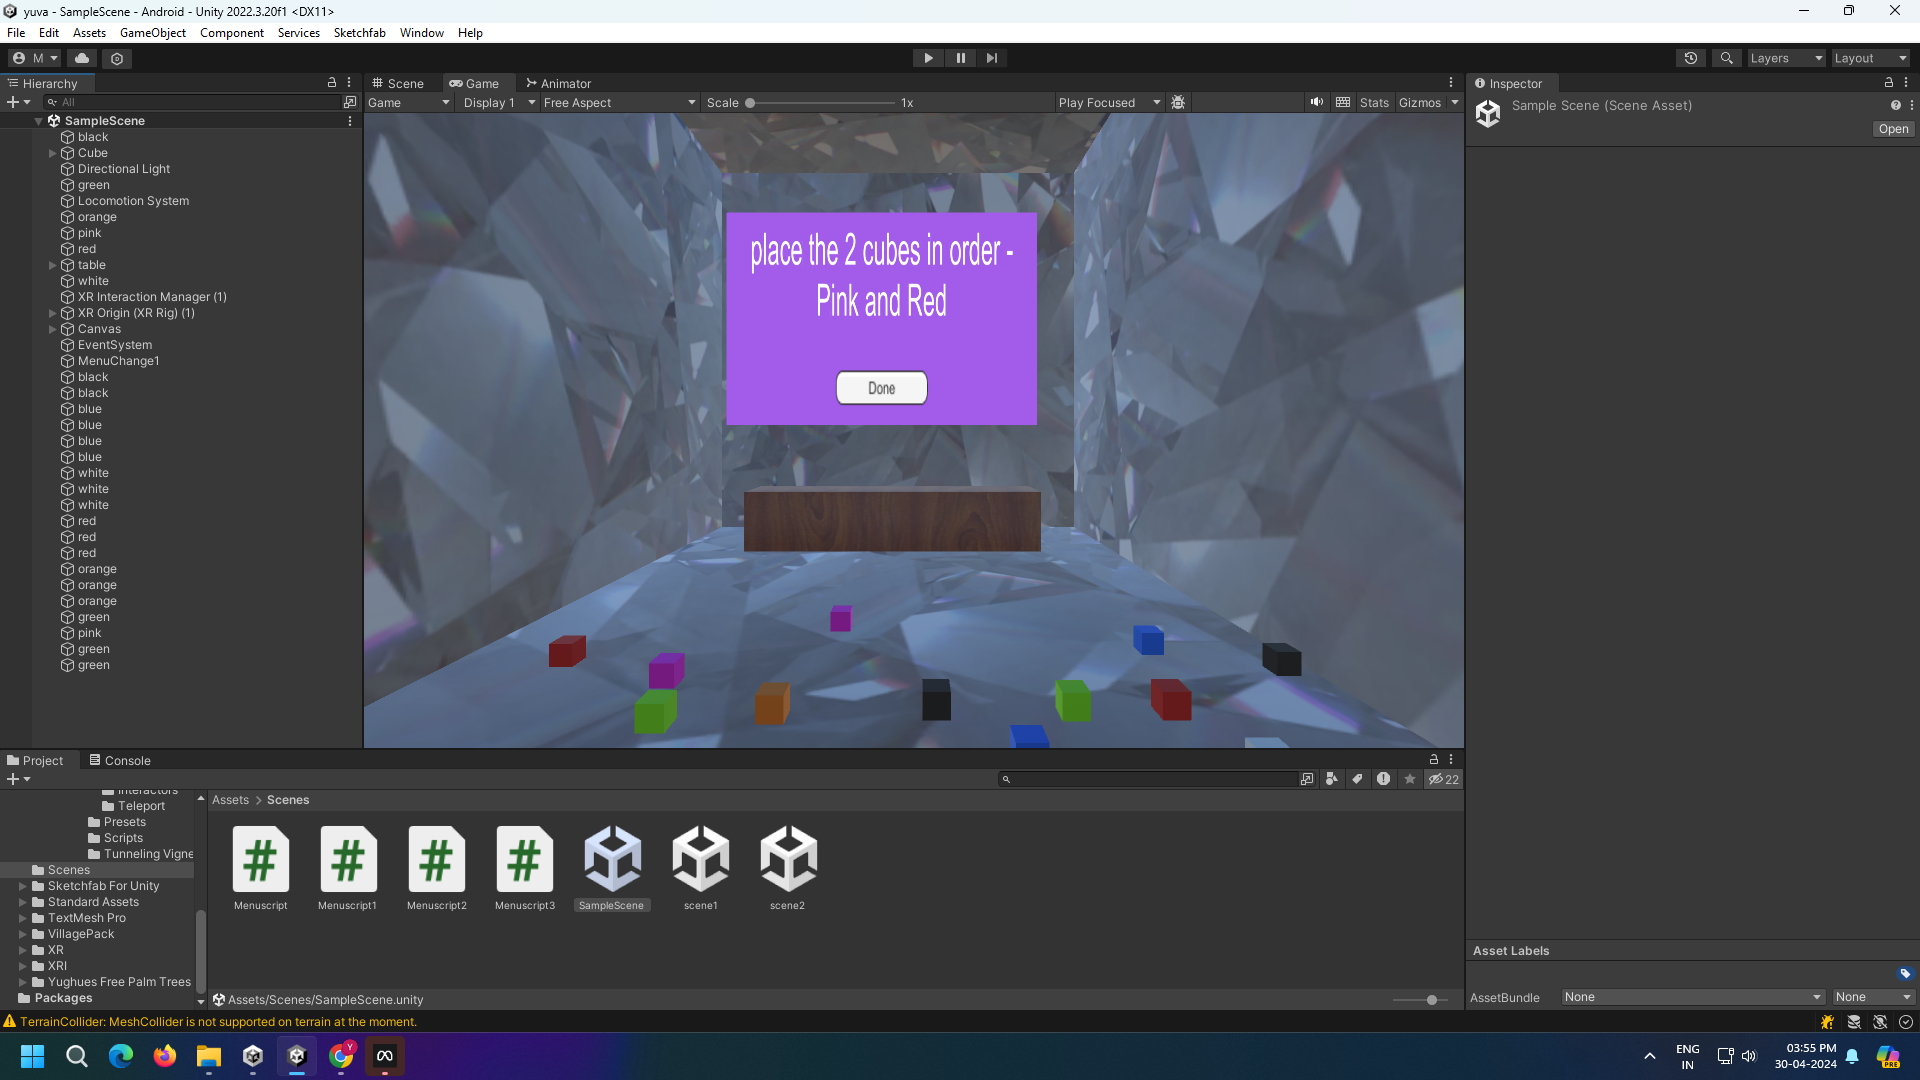 yuva - SampleScene - Android - Unity 2022.3.20f1 <DX11>
File Edit Assets GameObject Component Services Sketchfab Window Help
M Layers Layout
Hierarchy
All
SampleScene
black
Cube
Directional Light
green
Locomotion System
orange
pink
red
table
white
XR Interaction Manager (1)
XR Origin (XR Rig) (1)
Canvas
EventSystem
MenuChange1
black
black
blue
blue
blue
blue
white
white
white
red
red
red
orange
orange
orange
green
pink
green
green
Scene Game Animator
Game Display 1 Free Aspect Scale 1x Play Focused Stats Gizmos
place the 2 cubes in order -
Pink and Red
Done
Inspector
Sample Scene (Scene Asset)
Open
Project Console
22
Interactors
Teleport
Presets
Scripts
Tunneling Vigne
Scenes
Sketchfab For Unity
Standard Assets
TextMesh Pro
VillagePack
XR
XRI
Yughues Free Palm Trees
Packages
Assets > Scenes
Menuscript Menuscript1 Menuscript2 Menuscript3 SampleScene scene1 scene2
Assets/Scenes/SampleScene.unity
Asset Labels
AssetBundle None None
TerrainCollider: MeshCollider is not supported on terrain at the moment.
Y
ENG
IN
03:55 PM
30-04-2024
PRE